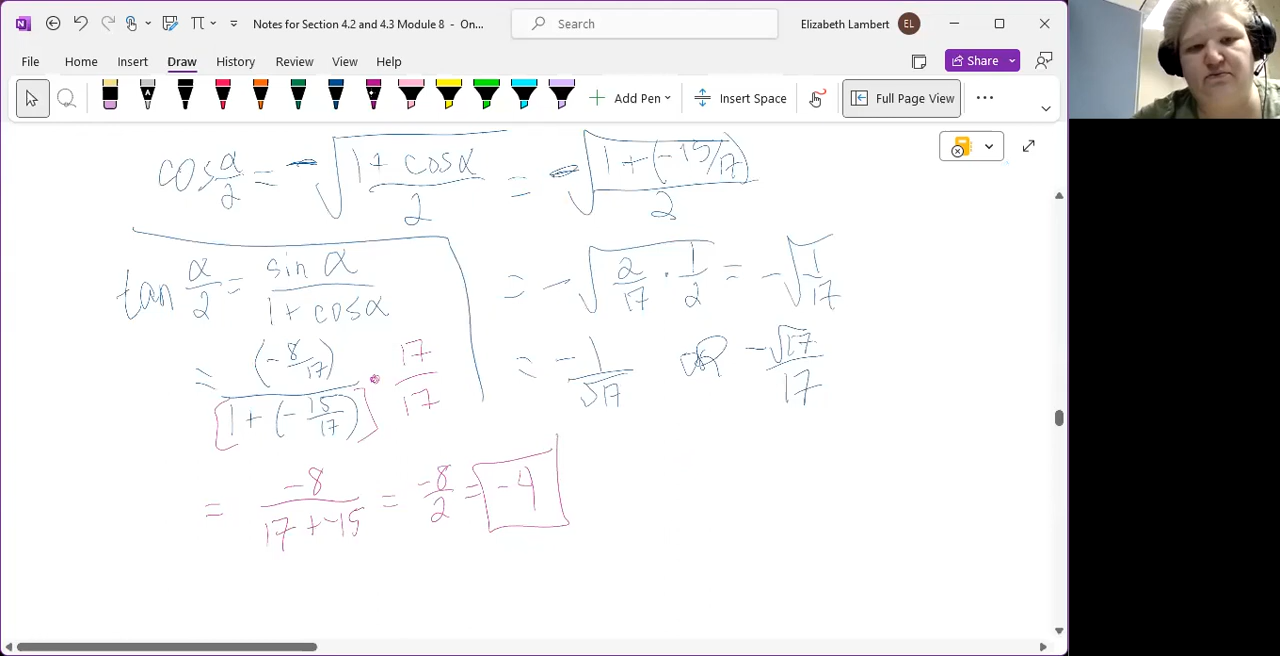 Notes for Section 4.2 and 4.3 Module 8 - On...
Search
Elizabeth Lambert EL
File Home Insert Draw History Review View Help
Share
Add Pen
Insert Space
Full Page View
cos α/2 = -√((1 + cosα)/2) = -√((1 + (-15/17))/2)
tan α/2 = sin α/(1 + cosα)
= -√(2/17 · 1/2) = -√(1/17)
= (-8/17)/[1 + (-15/17)] • 17/17
= -1/√17 OR -√17/17
= -8/(17 + -15) = -8/2 = -4